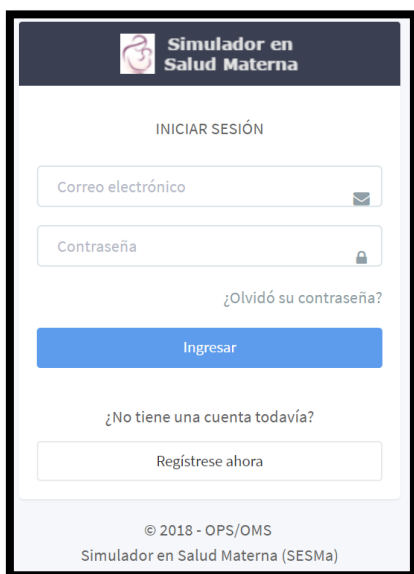 Simulador en
Salud Materna
INICIAR SESIÓN
Correo electrónico
Contraseña
¿Olvidó su contraseña?
Ingresar
¿No tiene una cuenta todavía?
Regístrese ahora
© 2018 - OPS/OMS
Simulador en Salud Materna (SESMa)